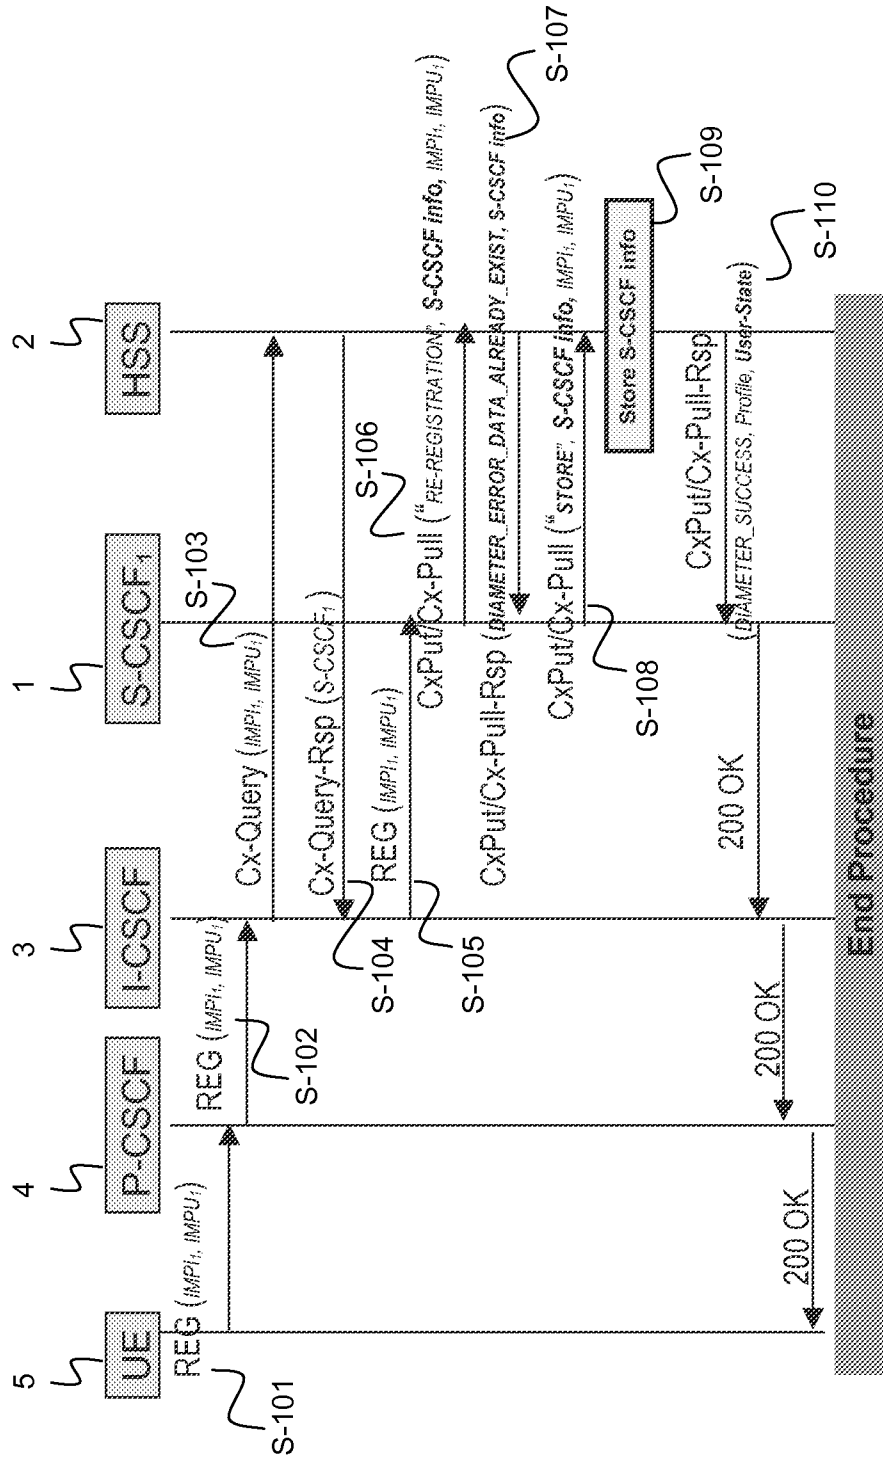 5
4
3
1
2
UE
P-CSCF
I-CSCF
S-CSCF1
HSS
REG (IMPI1, IMPU1)
S-101
REG (IMPI1, IMPU1)
S-102
Cx-Query (IMPI1, IMPU1)
S-103
Cx-Query-Rsp (S-CSCF1)
S-104
REG (IMPI1, IMPU1)
S-105
S-106
CxPut/Cx-Pull (“RE-REGISTRATION”, S-CSCF info, IMPI1, IMPU1)
CxPut/Cx-Pull-Rsp (DIAMETER_ERROR_DATA_ALREADY_EXIST, S-CSCF info)
S-107
CxPut/Cx-Pull (“STORE”, S-CSCF info, IMPI1, IMPU1)
S-108
Store S-CSCF info
S-109
CxPut/Cx-Pull-Rsp
(DIAMETER_SUCCESS, Profile, User-State)
S-110
200 OK
200 OK
200 OK
End Procedure